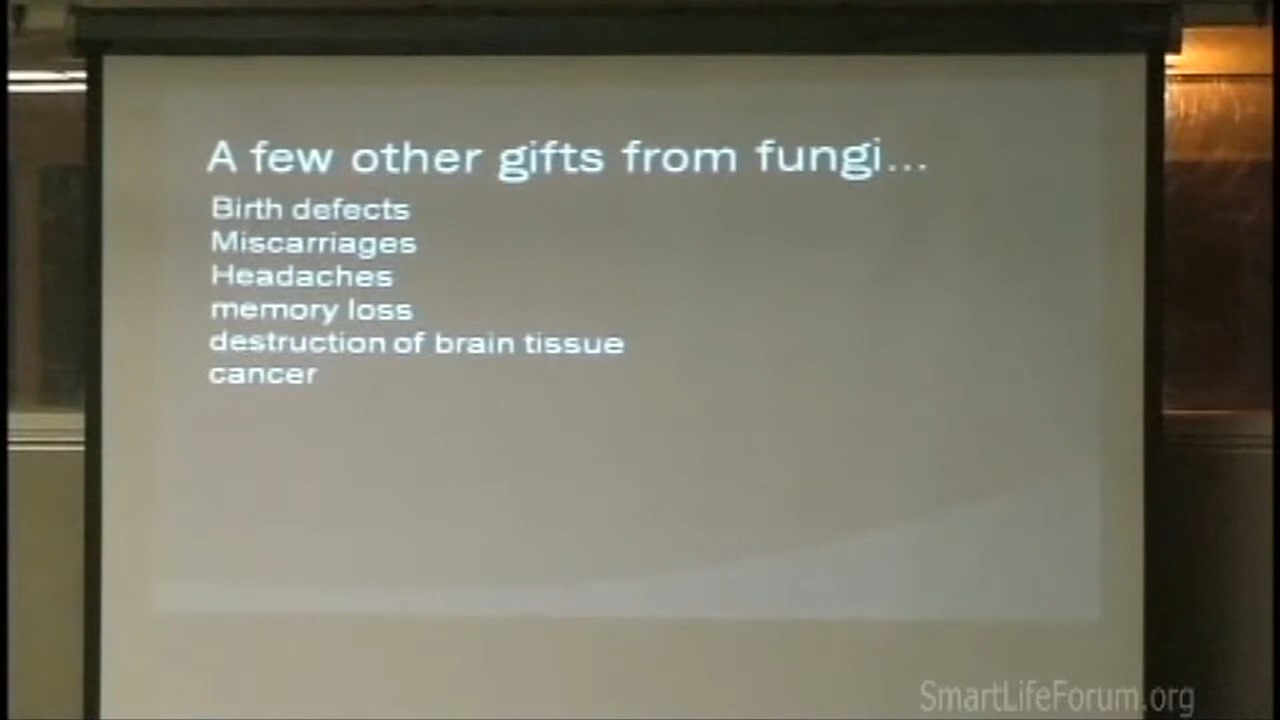 A few other gifts from fungi...
Birth defects
Miscarriages
Headaches
memory loss
destruction of brain tissue
cancer
SmartLifeForum.org